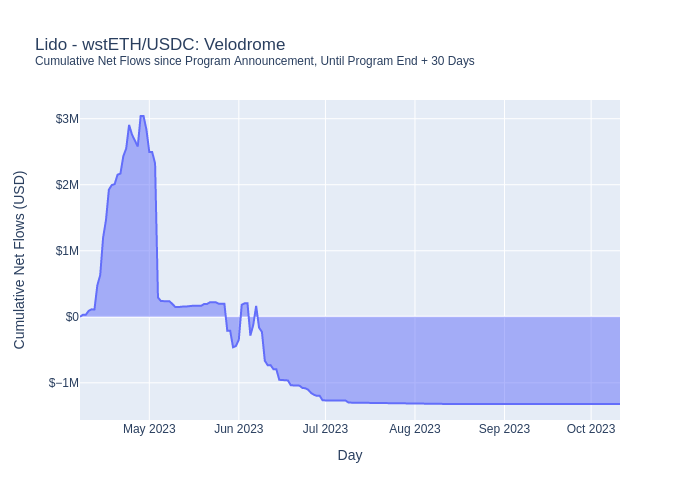 Lido - wstETH/USDC: Velodrome
Cumulative Net Flows since Program Announcement, Until Program End + 30 Days
Cumulative Net Flows (USD)
$3M
$2M
$1M
$0
$−1M
May 2023
Jun 2023
Jul 2023
Aug 2023
Sep 2023
Oct 2023
Day